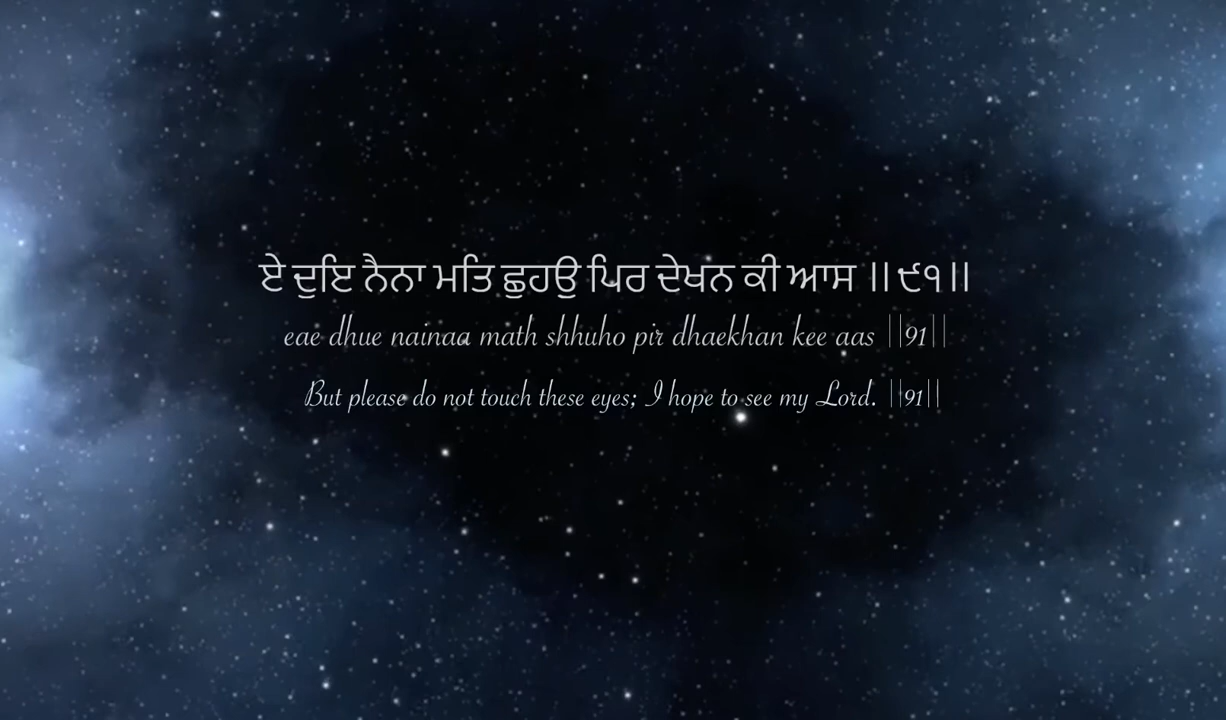 ਏ ਦੁਇ ਨੈਨਾ ਮਤਿ ਛੁਹਉ ਪਿਰ ਦੇਖਨ ਕੀ ਆਸ ॥੯੧॥
eae dhue nainaa math shhuho pir dhaekhan kee aas ||91||
But please do not touch these eyes; I hope to see my Lord. ||91||